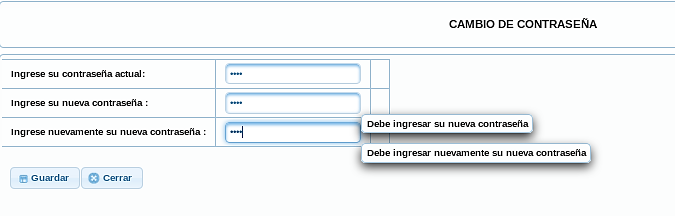 CAMBIO DE CONTRASEÑA
Ingrese su contraseña actual: ••••
Ingrese su nueva contraseña : ••••
Debe ingresar su nueva contraseña
Ingrese nuevamente su nueva contraseña : ••••
Debe ingresar nuevamente su nueva contraseña
Guardar Cerrar